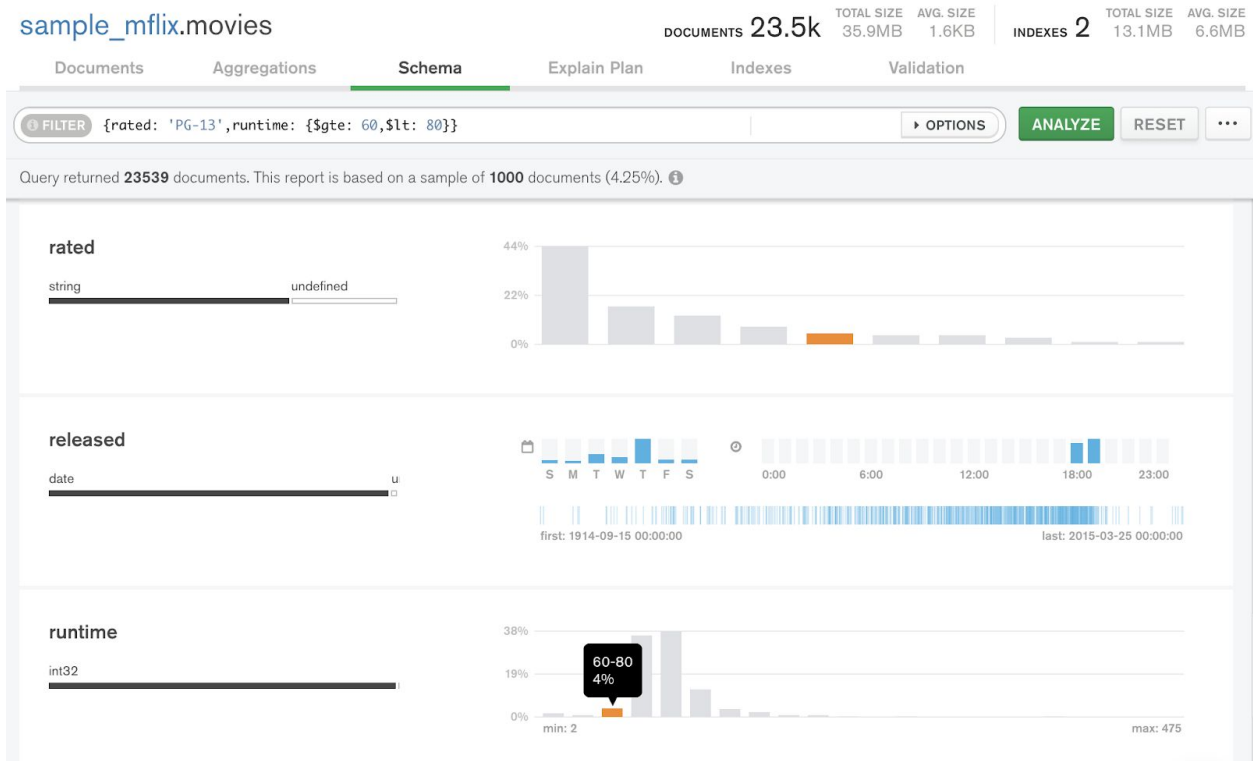 sample_mflix.movies
DOCUMENTS 23.5k TOTAL SIZE 35.9MB AVG. SIZE 1.6KB INDEXES 2 TOTAL SIZE 13.1MB AVG. SIZE 6.6MB
Documents Aggregations Schema Explain Plan Indexes Validation
FILTER {rated: 'PG-13',runtime: {$gte: 60,$lt: 80}} OPTIONS ANALYZE RESET ...
Query returned 23539 documents. This report is based on a sample of 1000 documents (4.25%).
rated
string undefined
44%
22%
0%
released
date u
S M T W T F S
0:00 6:00 12:00 18:00 23:00
first: 1914-09-15 00:00:00 last: 2015-03-25 00:00:00
runtime
int32
38%
19%
0%
60-80
4%
min: 2 max: 475